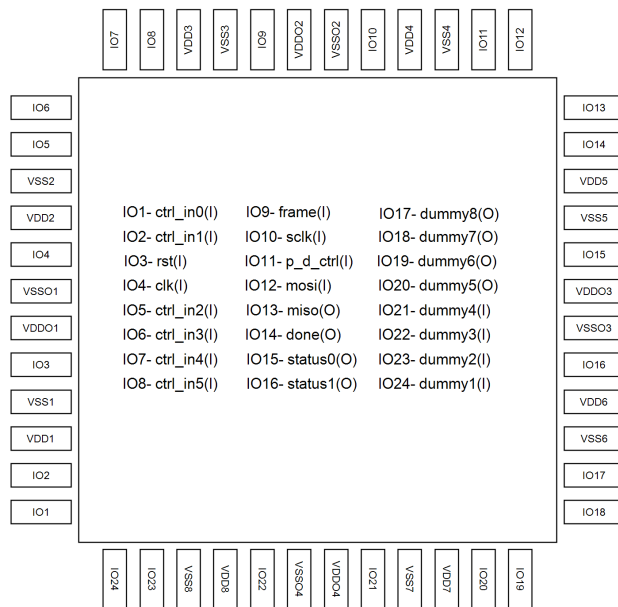 IO7
IO8
VDD3
VSS3
IO9
VDDO2
VSSO2
IO10
VDD4
VSS4
IO11
IO12
IO6
IO5
VSS2
VDD2
IO4
VSSO1
VDDO1
IO3
VSS1
VDD1
IO2
IO1
IO1- ctrl_in0(I)
IO2- ctrl_in1(I)
IO3- rst(I)
IO4- clk(I)
IO5- ctrl_in2(I)
IO6- ctrl_in3(I)
IO7- ctrl_in4(I)
IO8- ctrl_in5(I)
IO9- frame(I)
IO10- sclk(I)
IO11- p_d_ctrl(I)
IO12- mosi(I)
IO13- miso(O)
IO14- done(O)
IO15- status0(O)
IO16- status1(O)
IO17- dummy8(O)
IO18- dummy7(O)
IO19- dummy6(O)
IO20- dummy5(O)
IO21- dummy4(I)
IO22- dummy3(I)
IO23- dummy2(I)
IO24- dummy1(I)
IO13
IO14
VDD5
VSS5
IO15
VDDO3
VSSO3
IO16
VDD6
VSS6
IO17
IO18
IO24
IO23
VSS8
VDD8
IO22
VSSO4
VDDO4
IO21
VSS7
VDD7
IO20
IO19